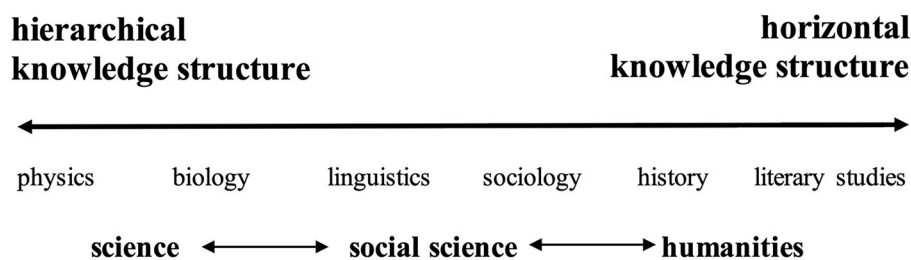 hierarchical horizontal
knowledge structure knowledge structure
physics biology linguistics sociology history literary studies
science social science humanities